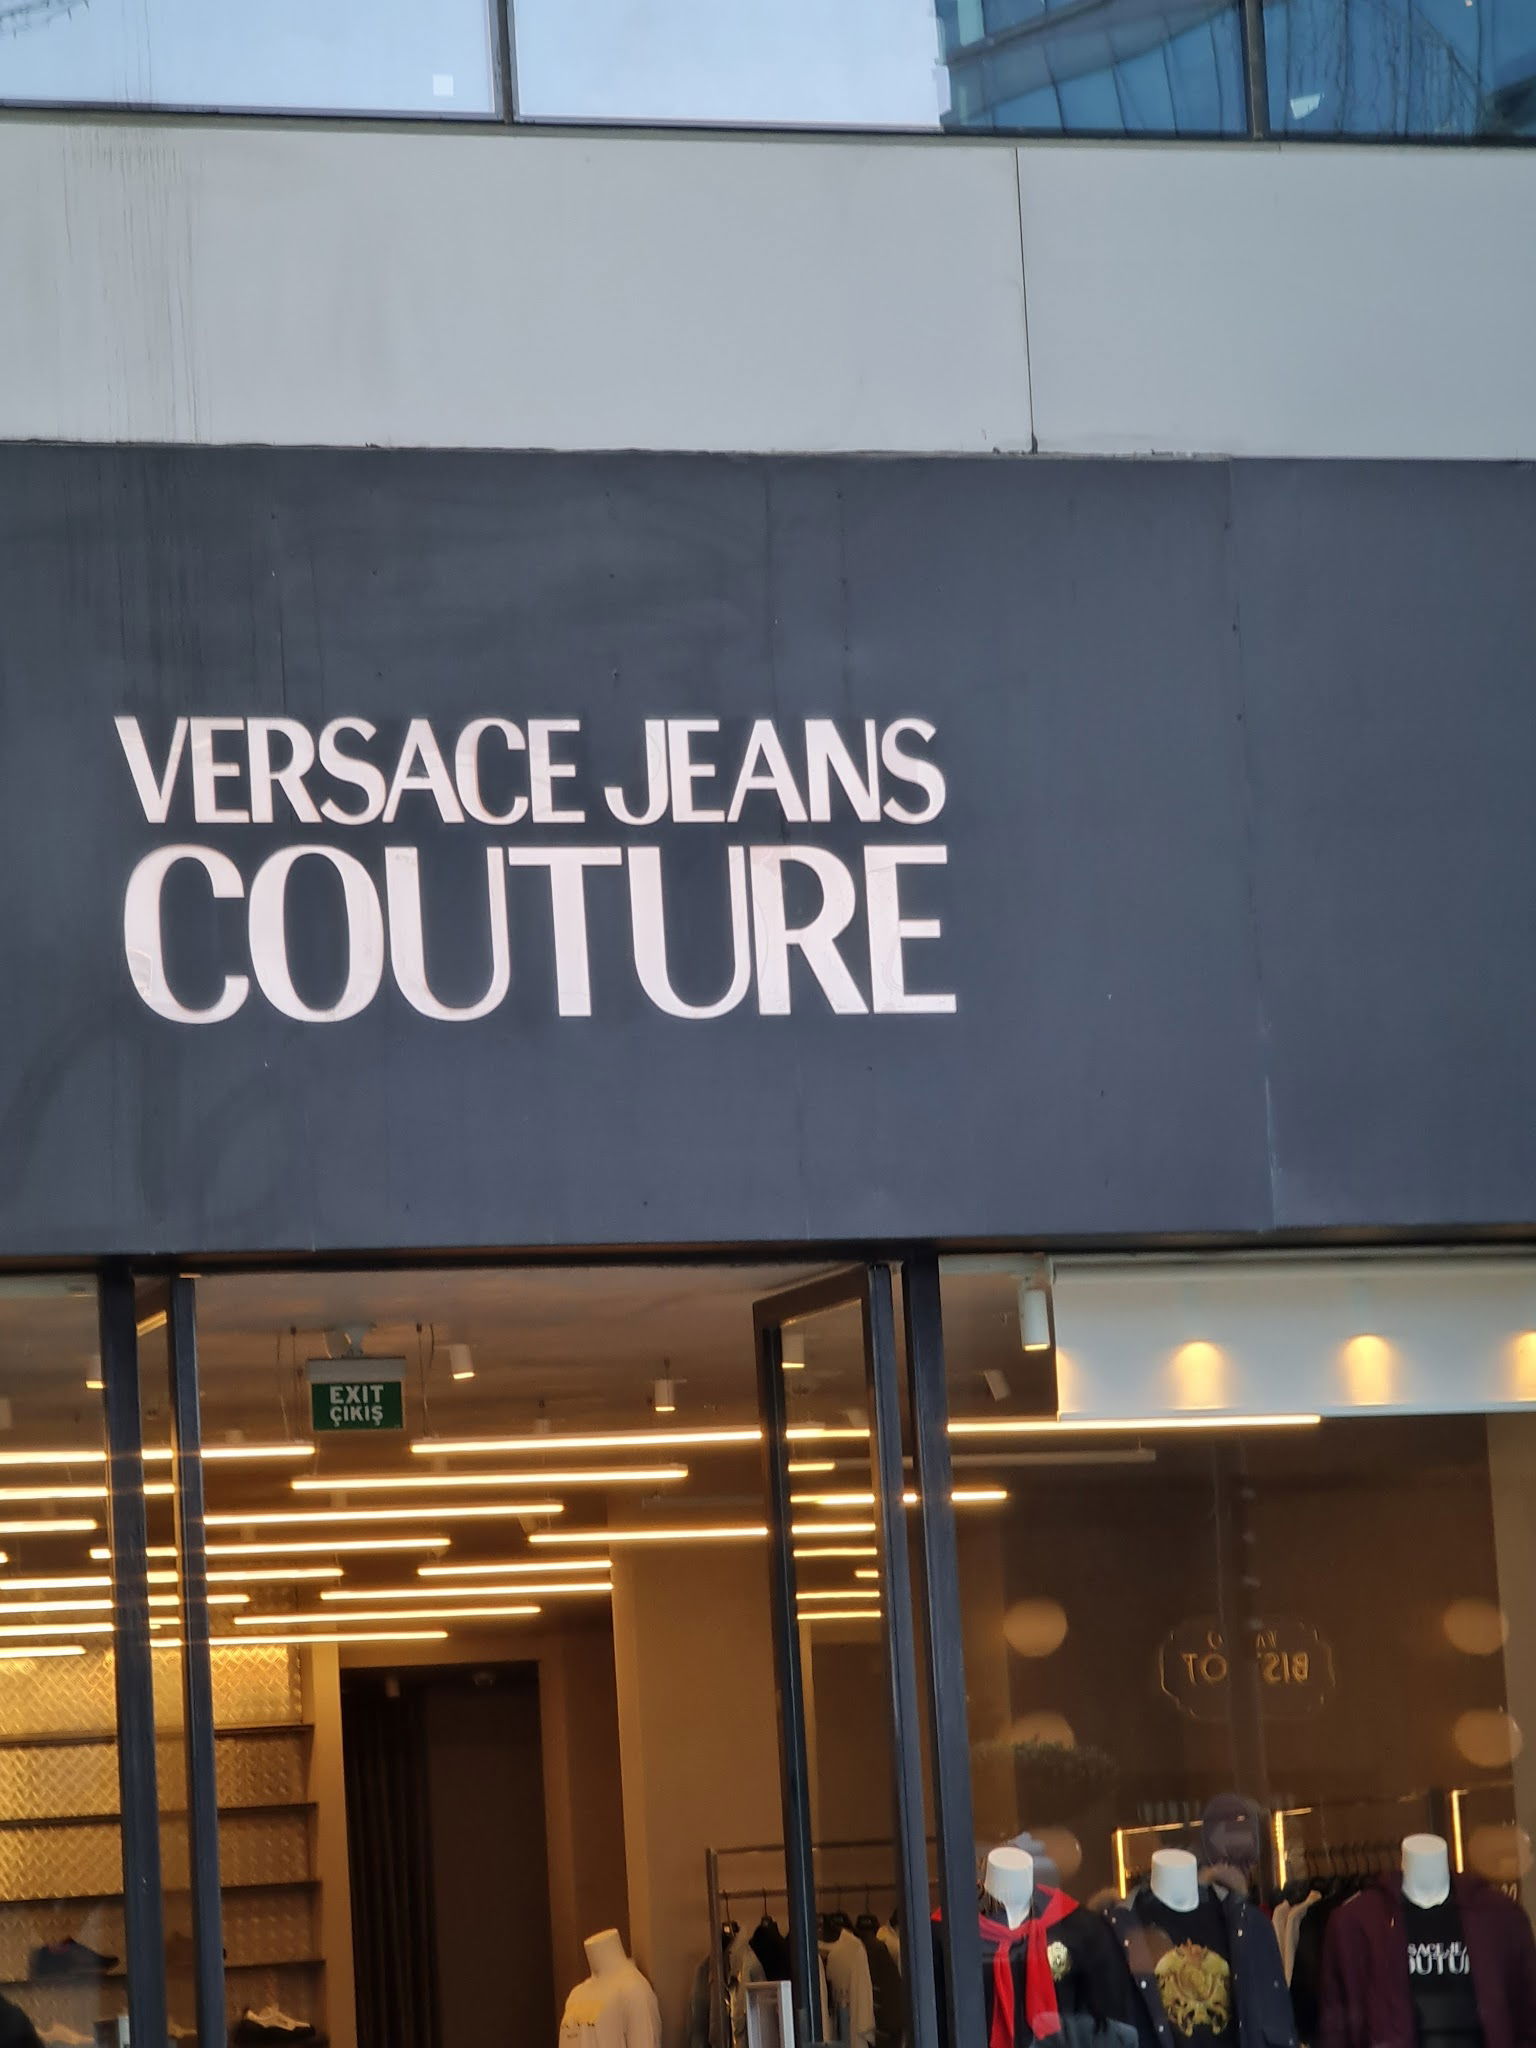 VERSACE JEANS
COUTURE
EXIT
ÇIKIŞ